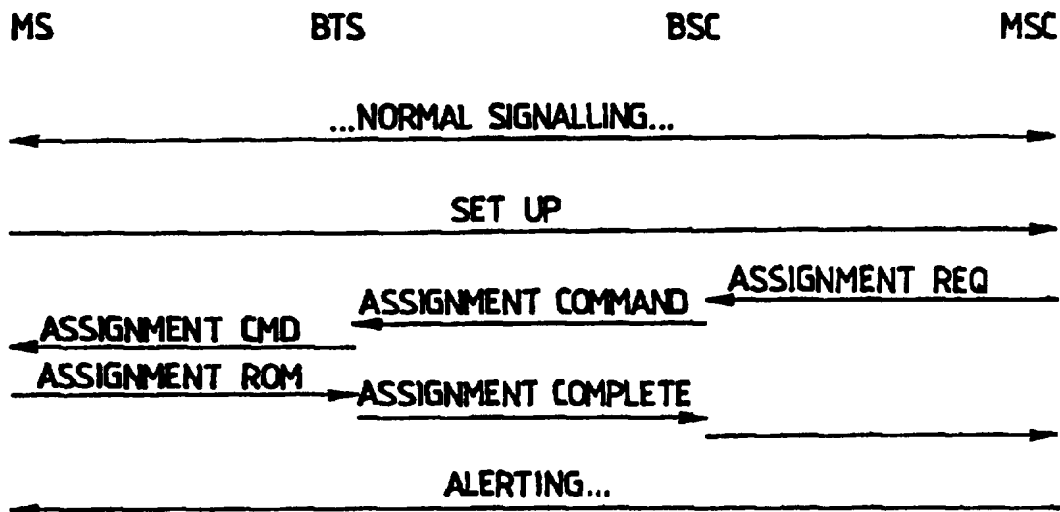 MS BTS BSC MSC
...NORMAL SIGNALLING...
SET UP
ASSIGNMENT REQ
ASSIGNMENT COMMAND
ASSIGNMENT CMD
ASSIGNMENT ROM
ASSIGNMENT COMPLETE
ALERTING...